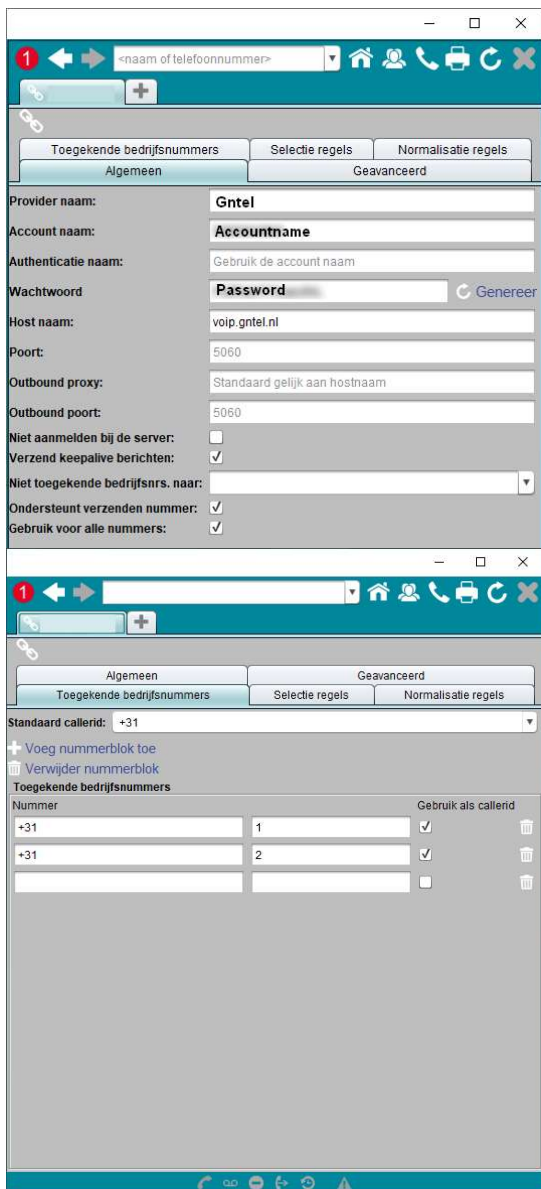 1 <naam of telefoonnummer>
Toegekende bedrijfsnummers Selectie regels Normalisatie regels
Algemeen Geavanceerd
Provider naam: Gntel
Account naam: Accountname
Authenticatie naam: Gebruik de account naam
Wachtwoord Password Genereer
Host naam: voip.gntel.nl
Poort: 5060
Outbound proxy: Standaard gelijk aan hostnaam
Outbound poort: 5060
Niet aanmelden bij de server:
Verzend keepalive berichten:
Niet toegekende bedrijfsnrs. naar:
Ondersteunt verzenden nummer:
Gebruik voor alle nummers:
1
Algemeen Geavanceerd
Toegekende bedrijfsnummers Selectie regels Normalisatie regels
Standaard callerid: +31
Voeg nummerblok toe
Verwijder nummerblok
Toegekende bedrijfsnummers
Nummer Gebruik als callerid
+31 1
+31 2